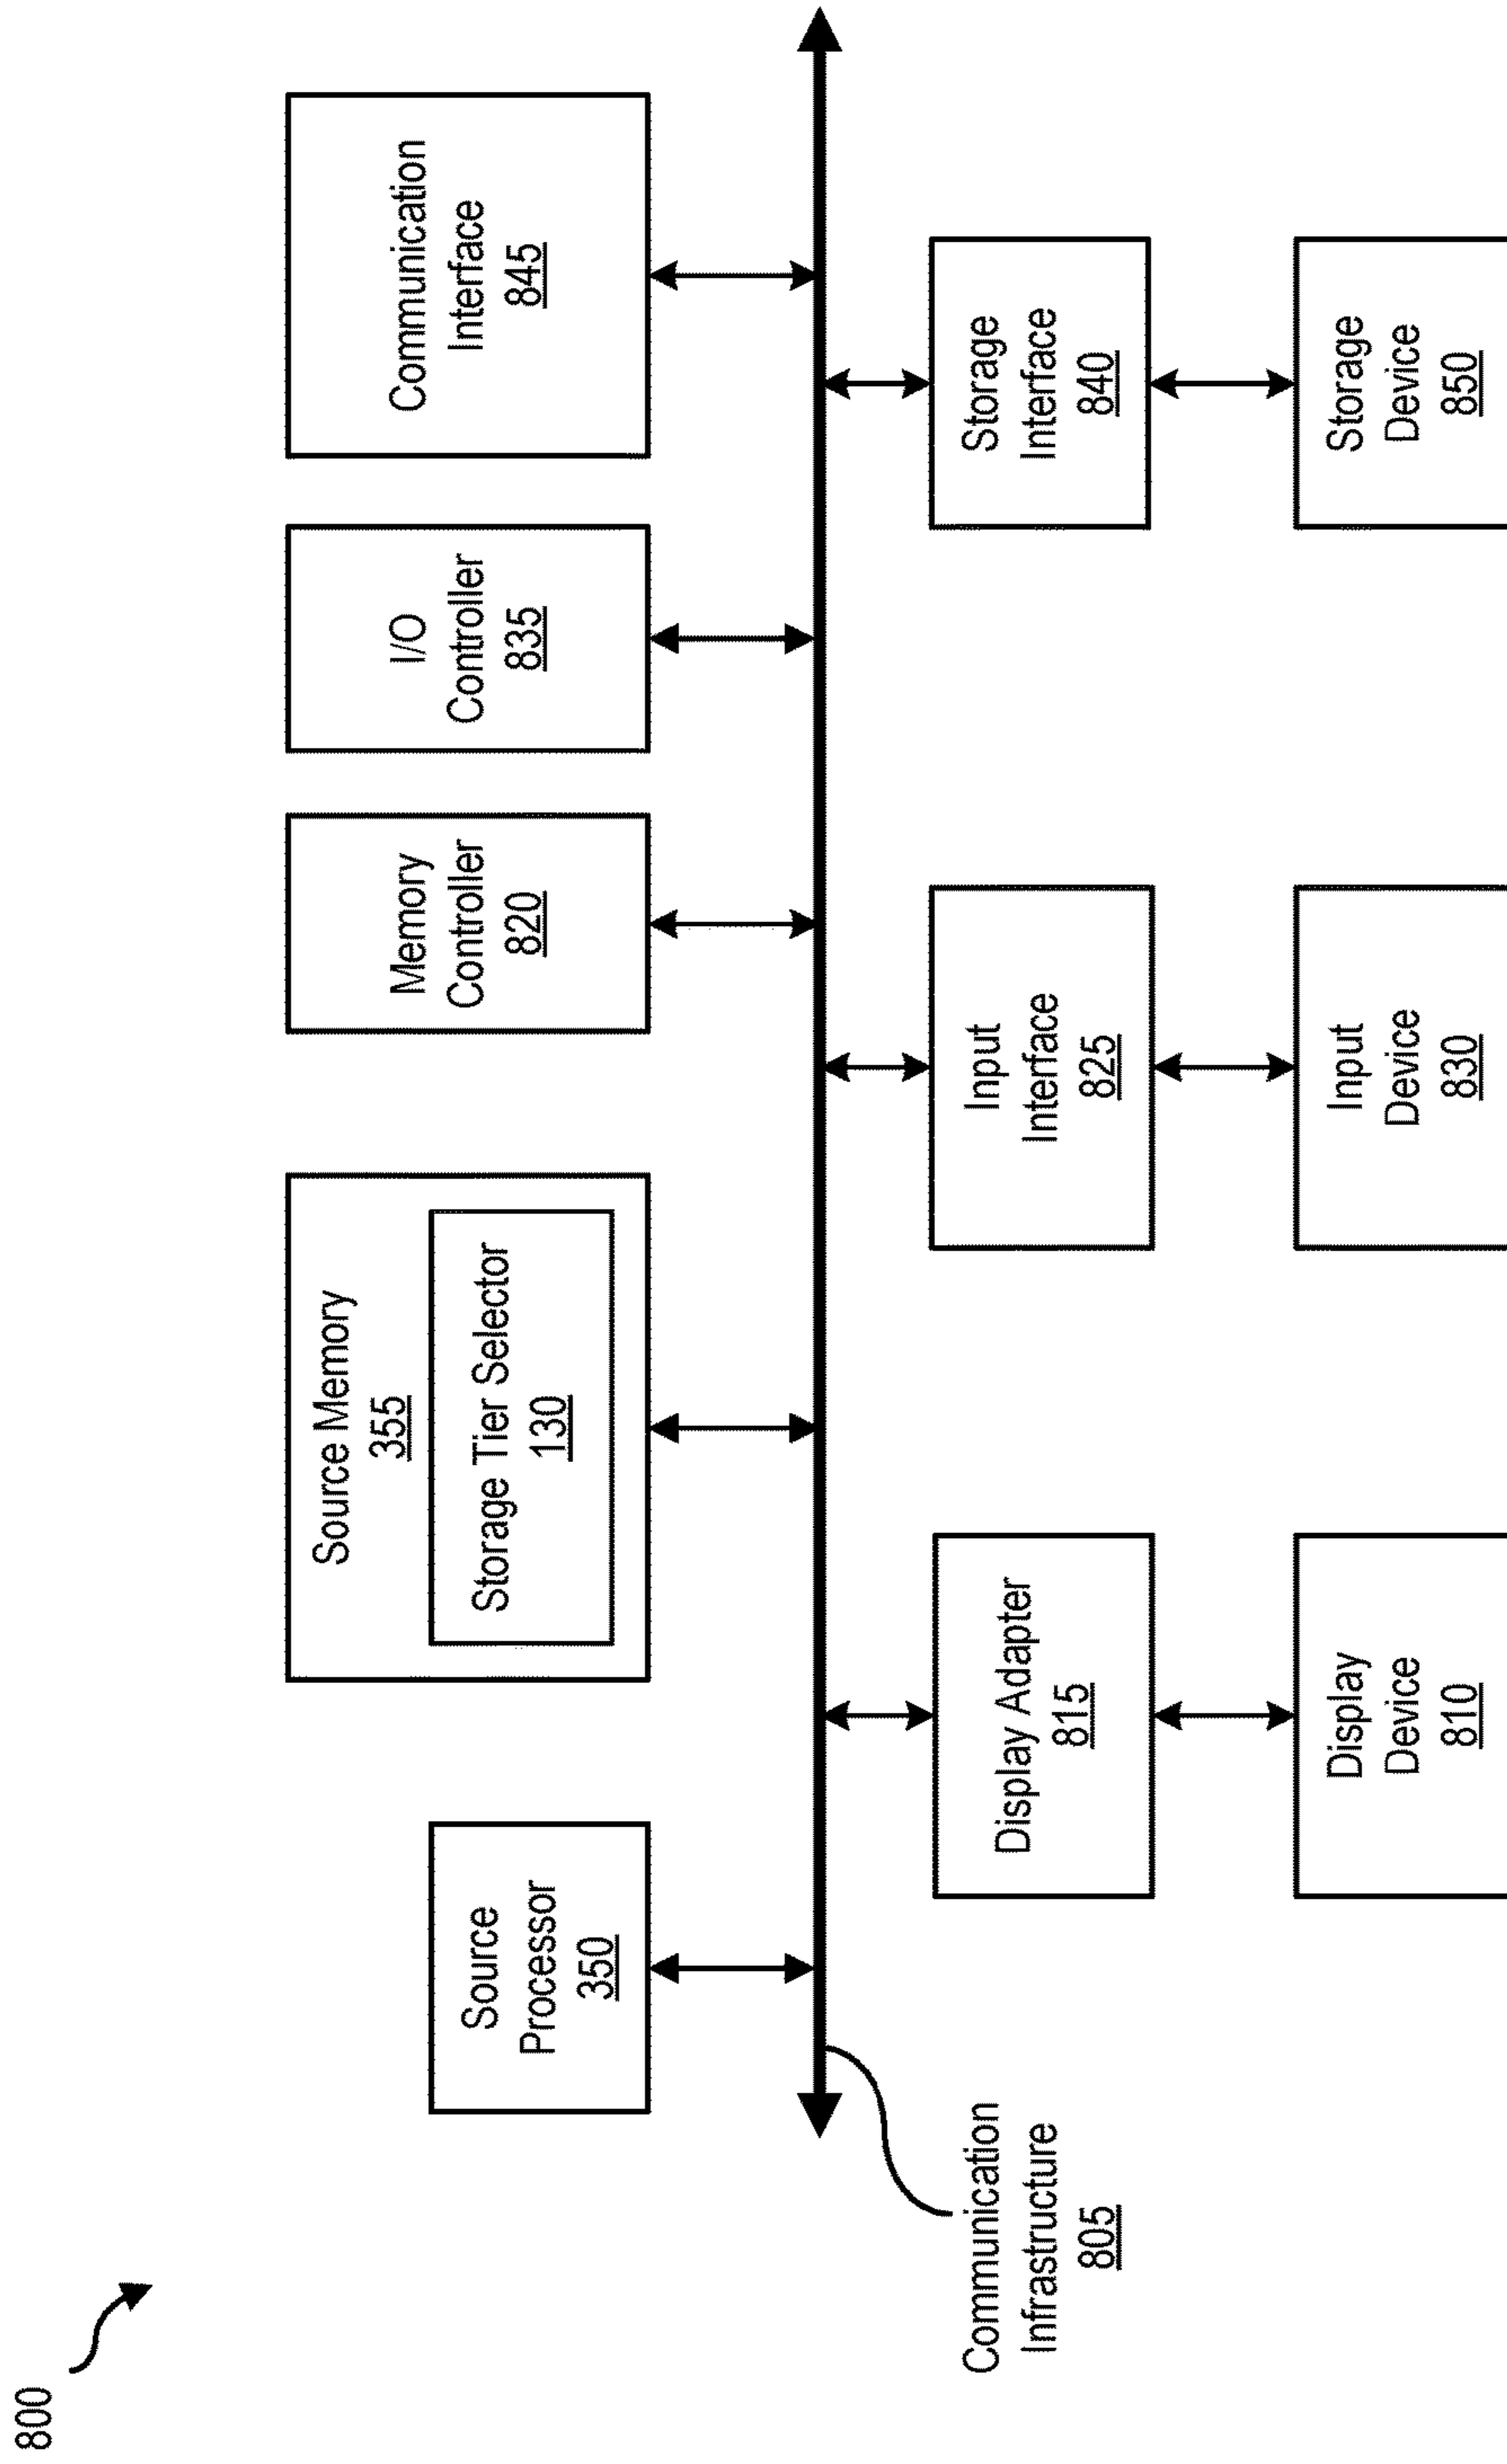 800
Source
Processor
350
Source Memory
355
Storage Tier Selector
130
Memory
Controller
820
I/O
Controller
835
Communication
Interface
845
Communication
Infrastructure
805
Display Adapter
815
Input
Interface
825
Storage
Interface
840
Display
Device
810
Input
Device
830
Storage
Device
850